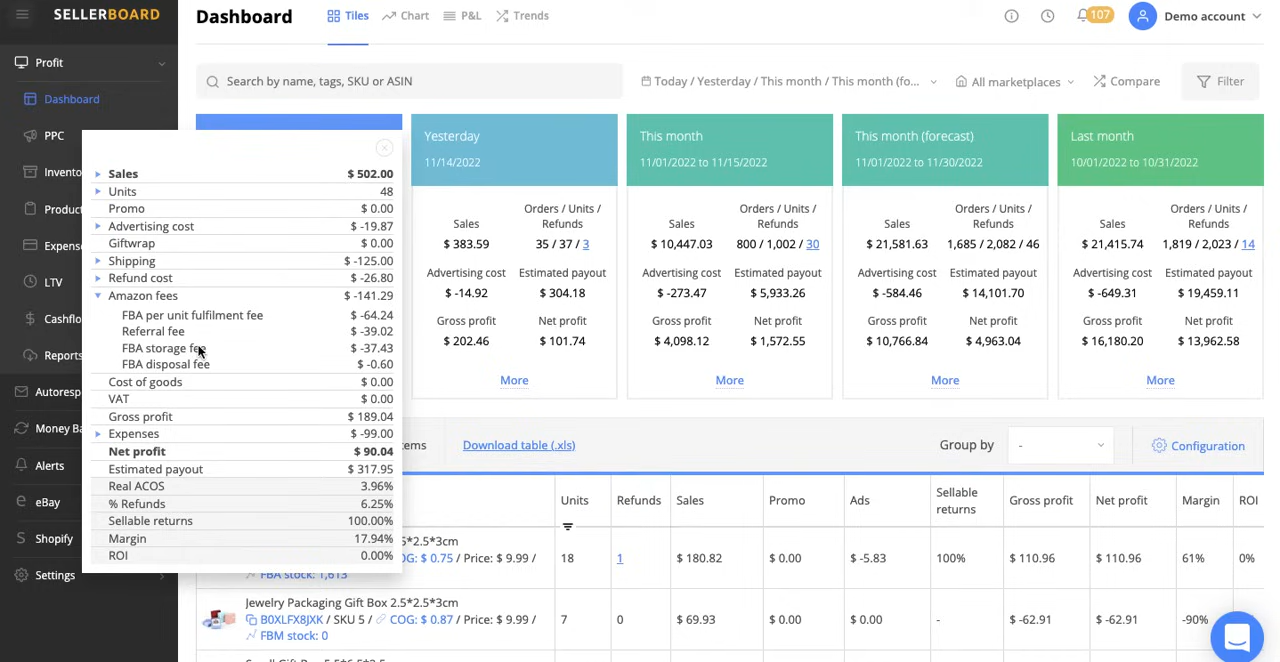 SELLERBOARD
Dashboard
Tiles
Chart
P&L
Trends
107
Demo account
Profit
Dashboard
PPC
Invento
Product
Expense
LTV
Cashflo
Reports
Autoresp
Money Ba
Alerts
eBay
Shopify
Settings
Search by name, tags, SKU or ASIN
Today / Yesterday / This month / This month (fo...
All marketplaces
Compare
Filter
Sales $ 502.00
Units 48
Promo $ 0.00
Advertising cost $ -19.87
Giftwrap $ 0.00
Shipping $ -125.00
Refund cost $ -26.80
Amazon fees $ -141.29
FBA per unit fulfilment fee $ -64.24
Referral fee $ -39.02
FBA storage fee $ -37.43
FBA disposal fee $ -0.60
Cost of goods $ 0.00
VAT $ 0.00
Gross profit $ 189.04
Expenses $ -99.00
Net profit $ 90.04
Estimated payout $ 317.95
Real ACOS 3.96%
% Refunds 6.25%
Sellable returns 100.00%
Margin 17.94%
ROI 0.00%
Yesterday
11/14/2022
Sales
Orders / Units / Refunds
$ 383.59
35 / 37 / 3
Advertising cost Estimated payout
$ -14.92 $ 304.18
Gross profit Net profit
$ 202.46 $ 101.74
More
This month
11/01/2022 to 11/15/2022
Sales
Orders / Units / Refunds
$ 10,447.03
800 / 1,002 / 30
Advertising cost Estimated payout
$ -273.47 $ 5,933.26
Gross profit Net profit
$ 4,098.12 $ 1,572.55
More
This month (forecast)
11/01/2022 to 11/30/2022
Sales
Orders / Units / Refunds
$ 21,581.63
1,685 / 2,082 / 46
Advertising cost Estimated payout
$ -584.46 $ 14,101.70
Gross profit Net profit
$ 10,766.84 $ 4,963.04
More
Last month
10/01/2022 to 10/31/2022
Sales
Orders / Units / Refunds
$ 21,415.74
1,819 / 2,023 / 14
Advertising cost Estimated payout
$ -649.31 $ 19,459.11
Gross profit Net profit
$ 16,180.20 $ 13,962.58
More
tems
Download table (.xls)
Group by
-
Configuration
Units Refunds Sales Promo Ads Sellable returns Gross profit Net profit Margin ROI
5*2.5*3cm
OG: $ 0.75 / Price: $ 9.99 /
FBA stock: 1,613
18 1 $ 180.82 $ 0.00 $ -5.83 100% $ 110.96 $ 110.96 61% 0%
Jewelry Packaging Gift Box 2.5*2.5*3cm
B0XLFX8JXK / SKU 5 / COG: $ 0.87 / Price: $ 9.99 /
FBM stock: 0
7 0 $ 69.93 $ 0.00 $ 0.00 - $ -62.91 $ -62.91 -90%